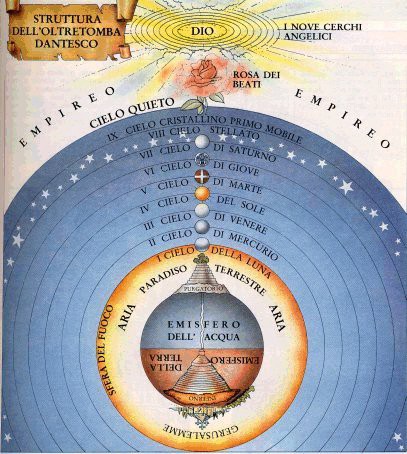 STRUTTURA
DELL'OLTRETOMBA
DANTESCO
DIO
I NOVE CERCHI
ANGELICI
ROSA DEI
BEATI
EMPIREO
EMPIREO
CIELO QUIETO
IX CIELO CRISTALLINO PRIMO MOBILE
VIII CIELO STELLATO
VII CIELO DI SATURNO
VI CIELO DI GIOVE
V CIELO DI MARTE
IV CIELO DEL SOLE
III CIELO DI VENERE
II CIELO DI MERCURIO
I CIELO DELLA LUNA
PARADISO TERRESTRE
PURGATORIO
SFERA DEL FUOCO
ARIA
ARIA
EMISFERO
DELL'ACQUA
EMISFERO
DELLA
TERRA
INFERNO
GERUSALEMME